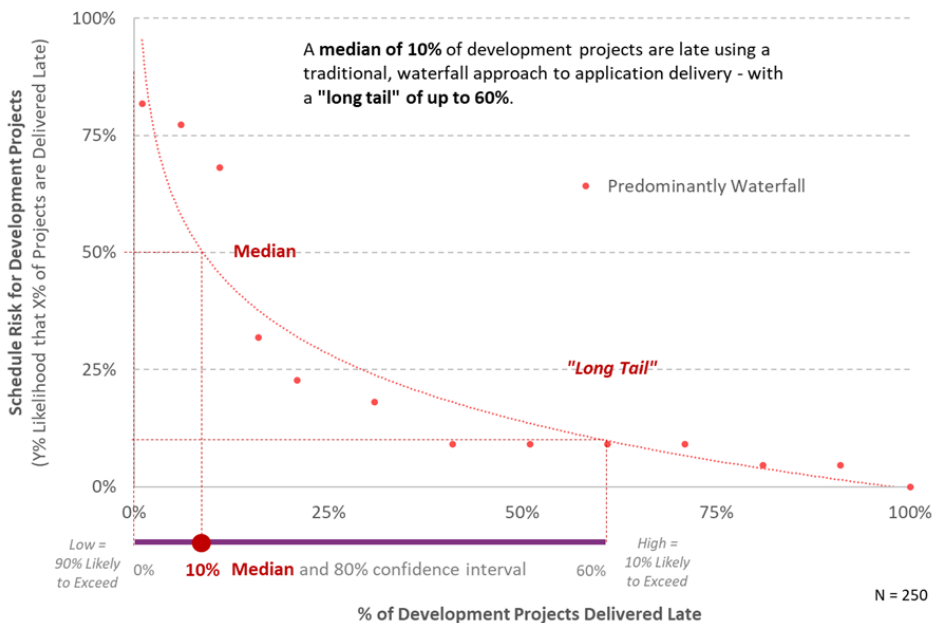 100%
75%
50%
25%
0%
Schedule Risk for Development Projects
(Y% Likelihood that X% of Projects are Delivered Late)
A median of 10% of development projects are late using a
traditional, waterfall approach to application delivery - with
a "long tail" of up to 60%.
Predominantly Waterfall
Median
"Long Tail"
0%
25%
50%
75%
100%
Low =
90% Likely
to Exceed
0%
10% Median and 80% confidence interval
60%
High =
10% Likely
to Exceed
N = 250
% of Development Projects Delivered Late